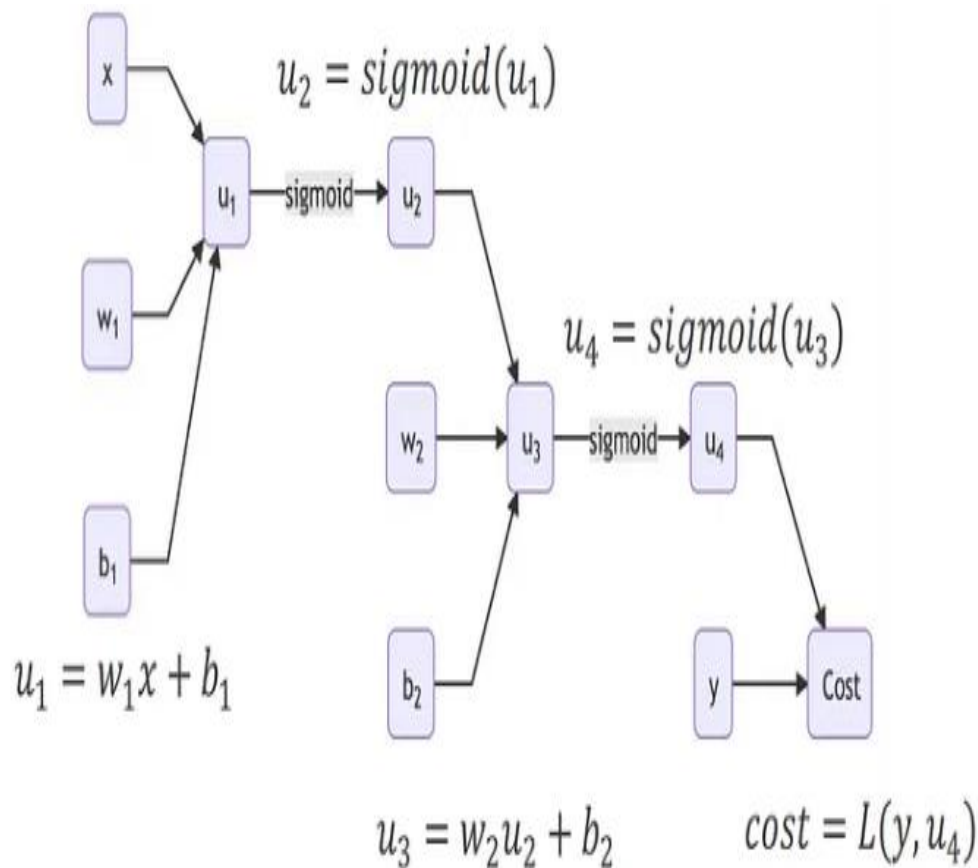 x
u₂ = sigmoid(u₁)
u₁
sigmoid
u₂
w₁
u₄ = sigmoid(u₃)
w₂
u₃
sigmoid
u₄
b₁
u₁ = w₁x + b₁
b₂
y
Cost
u₃ = w₂u₂ + b₂
cost = L(y, u₄)